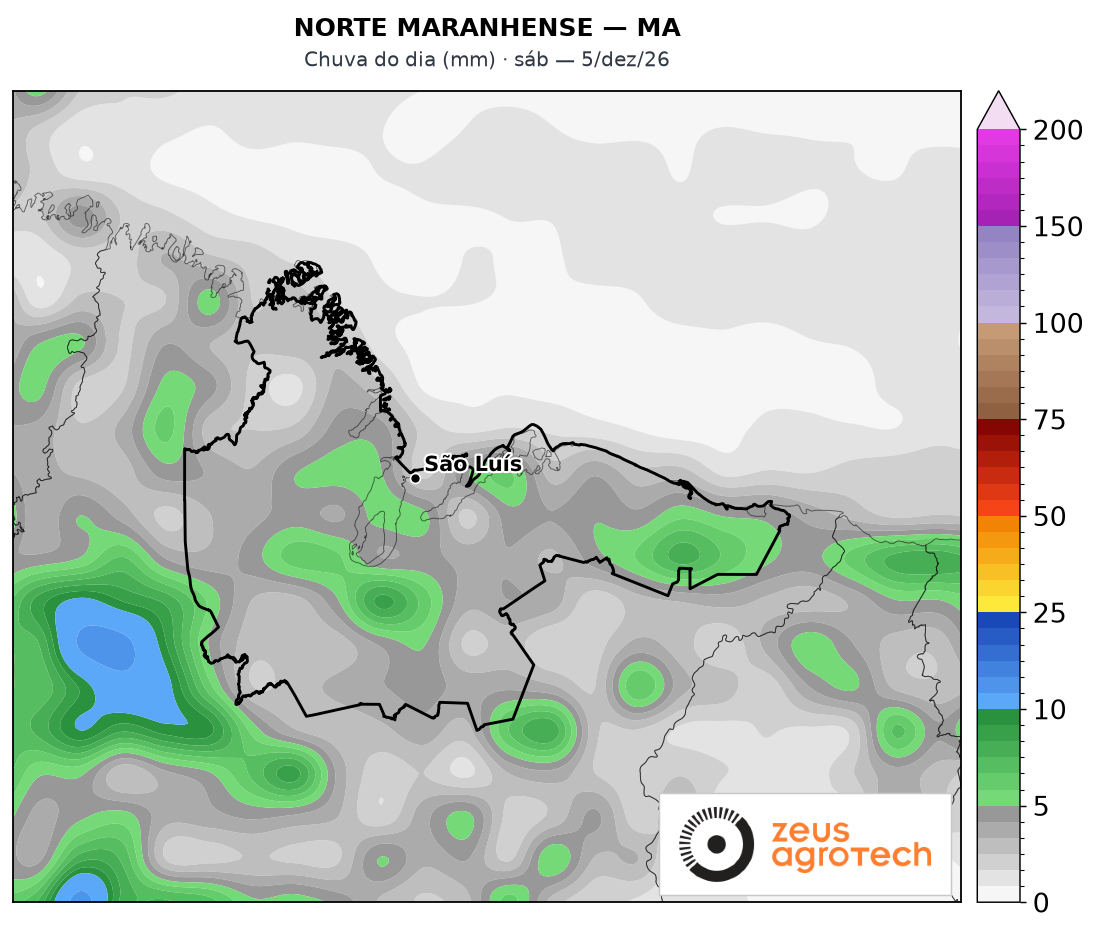 NORTE MARANHENSE — MA
Chuva do dia (mm) · sáb — 5/dez/26
200
150
100
75
50
25
10
5
0
São Luís
zeus
agrotech